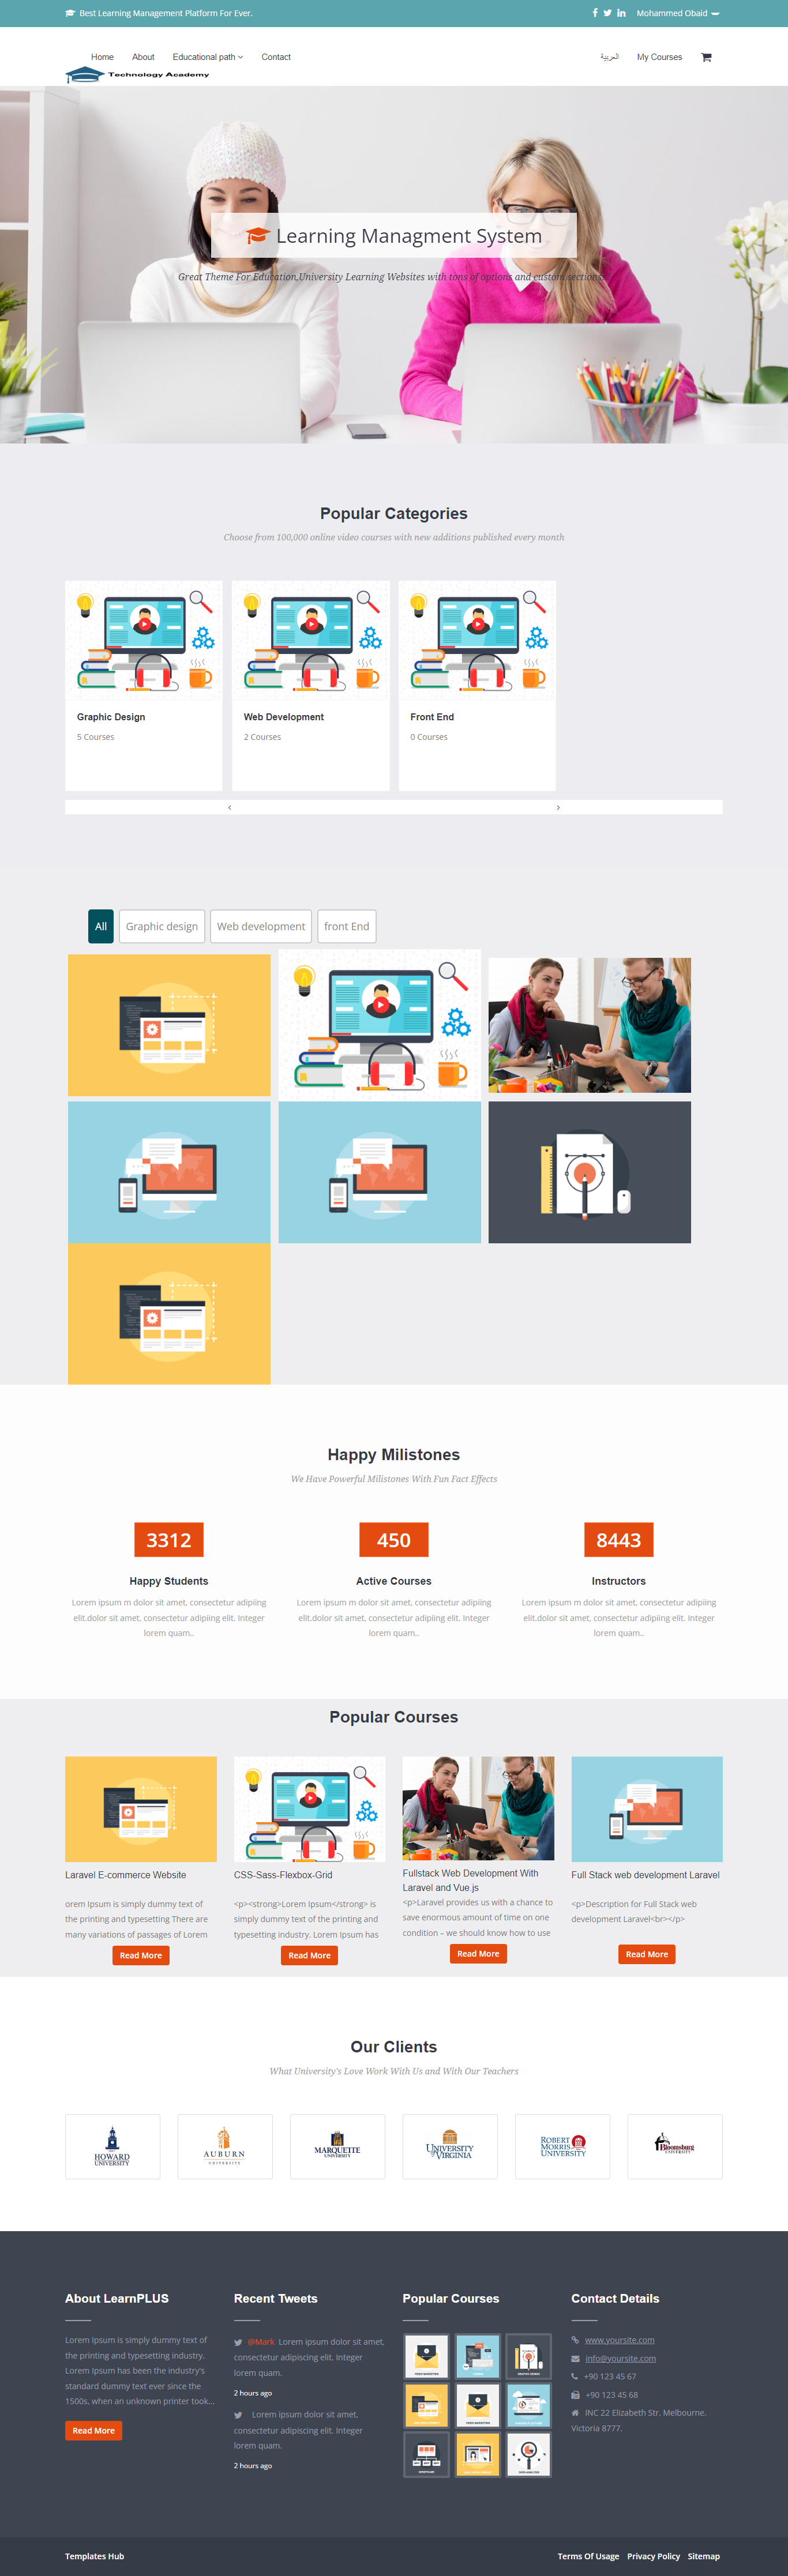 Best Learning Management Platform For Ever.
Mohammed Obaid
Home About Educational path Contact
العربية My Courses
Technology Academy
Learning Managment System
Great Theme For Education,University Learning Websites with tons of options and custom sections.
Popular Categories
Choose from 100,000 online video courses with new additions published every month
Graphic Design
5 Courses
Web Development
2 Courses
Front End
0 Courses
All Graphic design Web development front End
Happy Milistones
We Have Powerful Milistones With Fun Fact Effects
3312
Happy Students
Lorem ipsum m dolor sit amet, consectetur adipiing
elit.dolor sit amet, consectetur adipiing elit. Integer
lorem quam..
450
Active Courses
Lorem ipsum m dolor sit amet, consectetur adipiing
elit.dolor sit amet, consectetur adipiing elit. Integer
lorem quam..
8443
Instructors
Lorem ipsum m dolor sit amet, consectetur adipiing
elit.dolor sit amet, consectetur adipiing elit. Integer
lorem quam..
Popular Courses
Laravel E-commerce Website
orem Ipsum is simply dummy text of
the printing and typesetting There are
many variations of passages of Lorem
Read More
CSS-Sass-Flexbox-Grid
<p><strong>Lorem Ipsum</strong> is
simply dummy text of the printing and
typesetting industry. Lorem Ipsum has
Read More
Fullstack Web Development With
Laravel and Vue.js
<p>Laravel provides us with a chance to
save enormous amount of time on one
condition – we should know how to use
Read More
Full Stack web development Laravel
<p>Description for Full Stack web
development Laravel<br></p>
Read More
Our Clients
What University's Love Work With Us and With Our Teachers
HOWARD
UNIVERSITY
AUBURN
UNIVERSITY
MARQUETTE
UNIVERSITY
UNIVERSITY
of VIRGINIA
ROBERT
MORRIS
UNIVERSITY
Bloomsburg
UNIVERSITY
About LearnPLUS
Lorem Ipsum is simply dummy text of
the printing and typesetting industry.
Lorem Ipsum has been the industry's
standard dummy text ever since the
1500s, when an unknown printer took...
Read More
Recent Tweets
@Mark Lorem ipsum dolor sit amet,
consectetur adipiscing elit. Integer
lorem quam.
2 hours ago
Lorem ipsum dolor sit amet,
consectetur adipiscing elit. Integer
lorem quam.
2 hours ago
Popular Courses
Contact Details
www.yoursite.com
info@yoursite.com
+90 123 45 67
+90 123 45 68
INC 22 Elizabeth Str. Melbourne.
Victoria 8777.
Templates Hub
Terms Of Usage Privacy Policy Sitemap